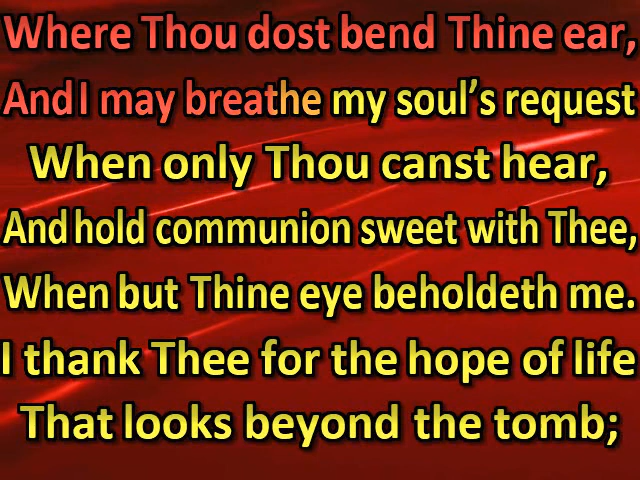 Where Thou dost bend Thine ear,
And I may breathe my soul's request
When only Thou canst hear,
And hold communion sweet with Thee,
When but Thine eye beholdeth me.
I thank Thee for the hope of life
That looks beyond the tomb;